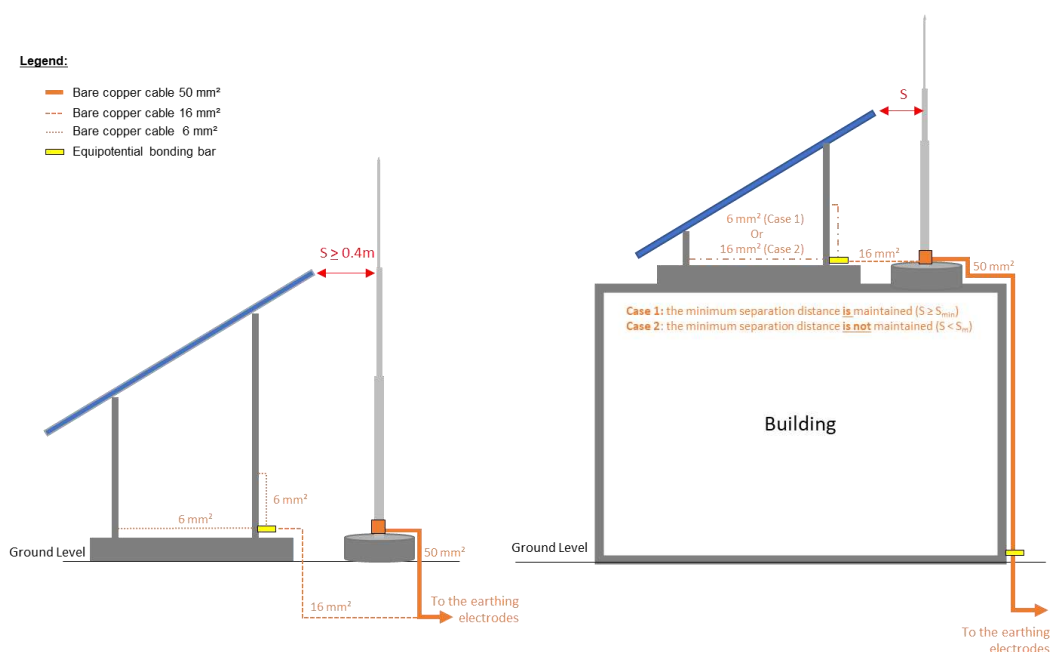 Legend:
Bare copper cable 50 mm²
Bare copper cable 16 mm²
Bare copper cable 6 mm²
Equipotential bonding bar
S ≥ 0.4m
6 mm²
6 mm²
Ground Level
50 mm²
16 mm²
To the earthing
electrodes
S
6 mm² (Case 1)
Or
16 mm² (Case 2)
16 mm²
50 mm²
Case 1: the minimum separation distance is maintained (S ≥ Smin)
Case 2: the minimum separation distance is not maintained (S < Sm)
Building
Ground Level
To the earthing
electrodes